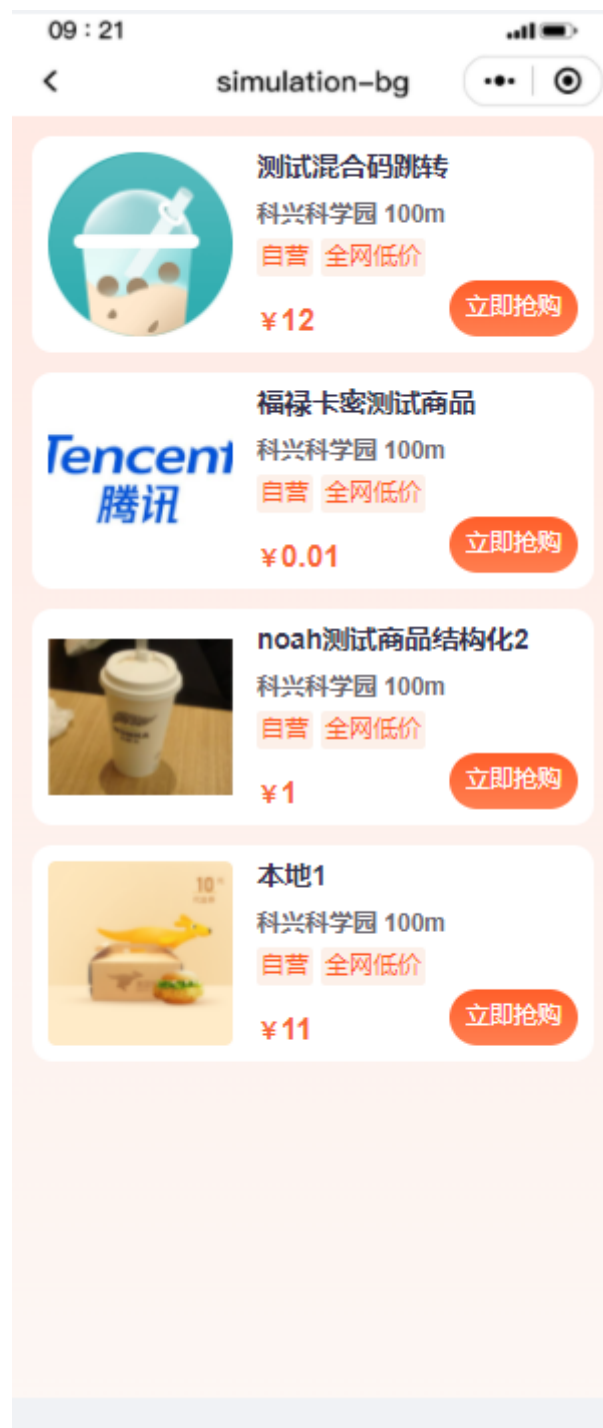 09：21
simulation-bg
测试混合码跳转
科兴科学园 100m
自营 全网低价
￥12
立即抢购
Tencent
腾讯
福禄卡密测试商品
科兴科学园 100m
自营 全网低价
￥0.01
立即抢购
noah测试商品结构化2
科兴科学园 100m
自营 全网低价
￥1
立即抢购
10
本地1
科兴科学园 100m
自营 全网低价
￥11
立即抢购